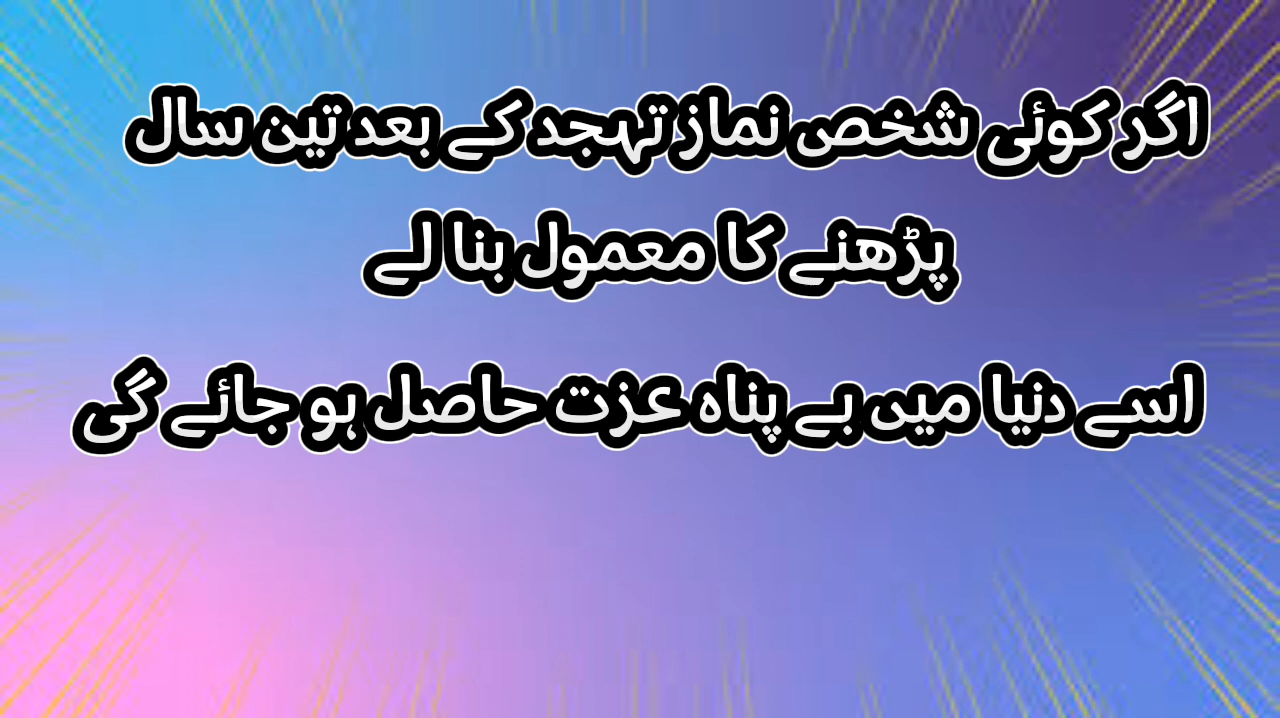 اگر کوئی شخص نماز تہجد کے بعد تین سال
پڑھنے کا معمول بنا لے
اسے دنیا میں بے پناہ عزت حاصل ہو جائے گی